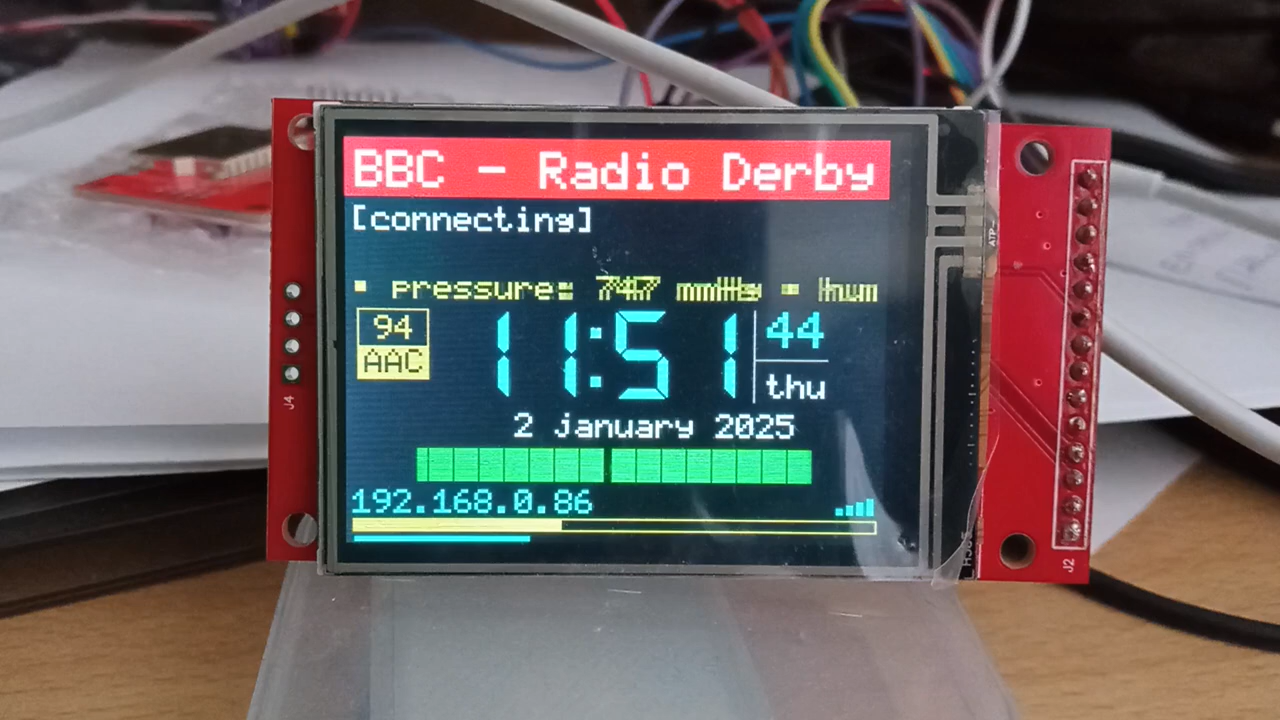 BBC - Radio Derby
[connecting]
· pressure: 747 mmHg ·
94
AAC
11:51
44
thu
2 january 2025
192.168.0.86
J4
J2